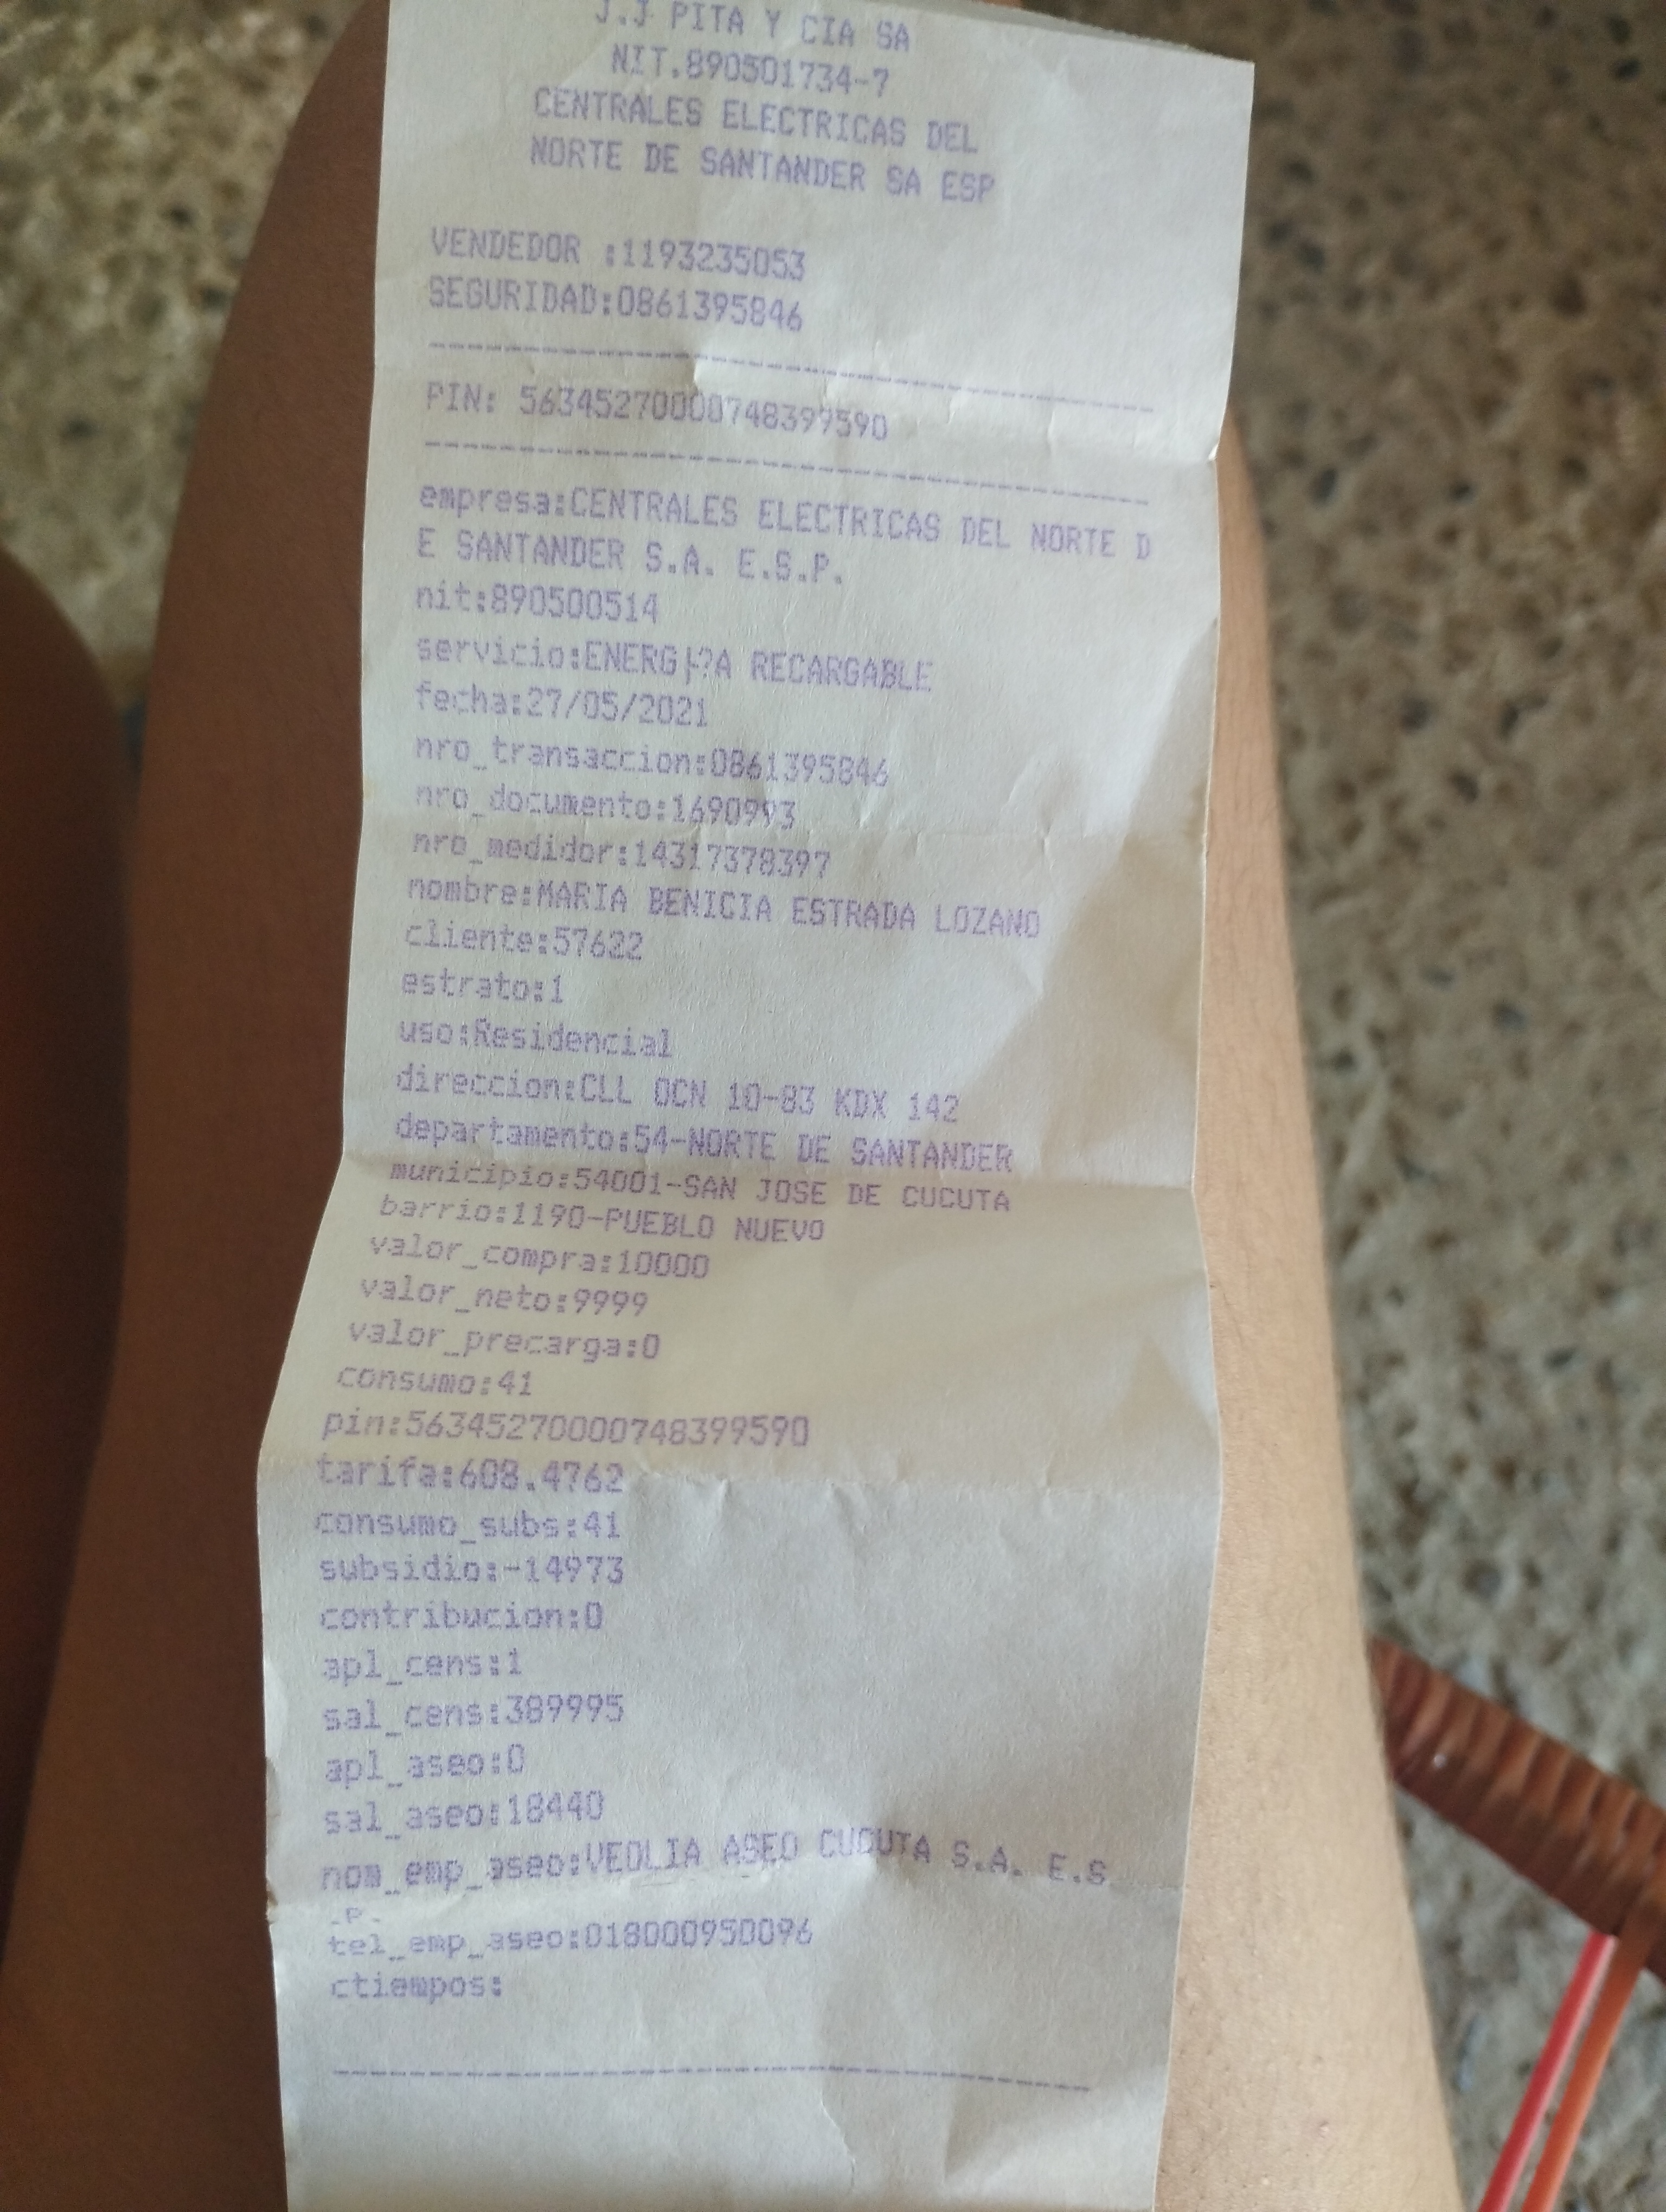 J.J PITA Y CIA SA
NIT.890501734-7
CENTRALES ELECTRICAS DEL
NORTE DE SANTANDER SA ESP
VENDEDOR :1193235053
SEGURIDAD:0861395846
--------------------------------
PIN: 56345270000748399590
--------------------------------
empresa:CENTRALES ELECTRICAS DEL NORTE D
E SANTANDER S.A. E.S.P.
nit:890500514
servicio:ENERG├?A RECARGABLE
fecha:27/05/2021
nro_transaccion:0861395846
nro_documento:1690993
nro_medidor:14317378397
nombre:MARIA BENICIA ESTRADA LOZANO
cliente:57622
estrato:1
uso:Residencial
direccion:CLL OCN 10-83 KDX 142
departamento:54-NORTE DE SANTANDER
municipio:54001-SAN JOSE DE CUCUTA
barrio:1190-PUEBLO NUEVO
valor_compra:10000
valor_neto:9999
valor_precarga:0
consumo:41
pin:56345270000748399590
tarifa:608.4762
consumo_subs:41
subsidio:-14973
contribucion:0
apl_cens:1
sal_cens:389995
apl_aseo:0
sal_aseo:18440
nom_emp_aseo:VEOLIA ASEO CUCUTA S.A. E.S
.P.
tel_emp_aseo:018000950096
ctiempos:
--------------------------------